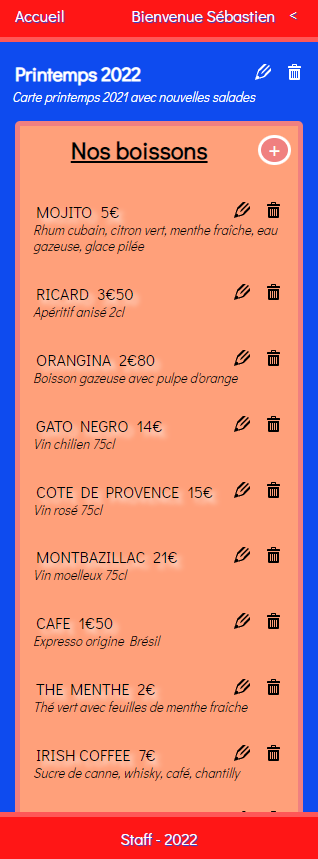 Accueil Bienvenue Sébastien <
Printemps 2022
Carte printemps 2021 avec nouvelles salades
Nos boissons +
MOJITO 5€
Rhum cubain, citron vert, menthe fraîche, eau
gazeuse, glace pilée
RICARD 3€50
Apéritif anisé 2cl
ORANGINA 2€80
Boisson gazeuse avec pulpe d'orange
GATO NEGRO 14€
Vin chilien 75cl
COTE DE PROVENCE 15€
Vin rosé 75cl
MONTBAZILLAC 21€
Vin moelleux 75cl
CAFE 1€50
Expresso origine Brésil
THE MENTHE 2€
Thé vert avec feuilles de menthe fraîche
IRISH COFFEE 7€
Sucre de canne, whisky, café, chantilly
Staff - 2022